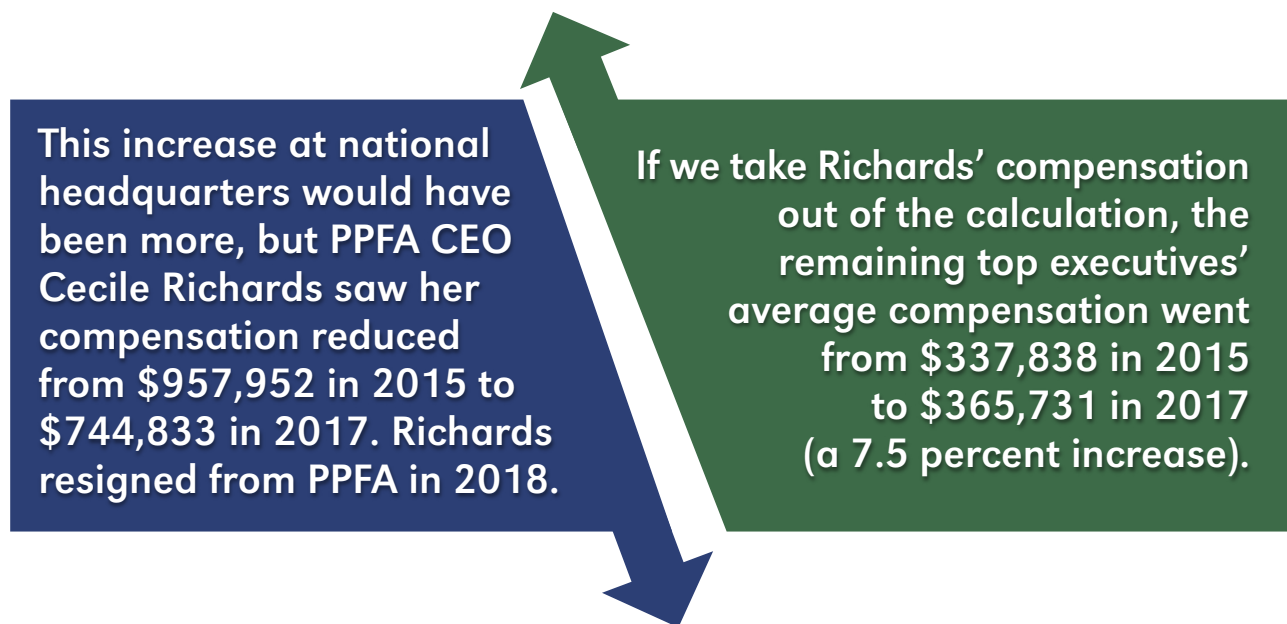 This increase at national
headquarters would have
been more, but PPFA CEO
Cecile Richards saw her
compensation reduced
from $957,952 in 2015 to
$744,833 in 2017. Richards
resigned from PPFA in 2018.
If we take Richards’ compensation
out of the calculation, the
remaining top executives’
average compensation went
from $337,838 in 2015
to $365,731 in 2017
(a 7.5 percent increase).